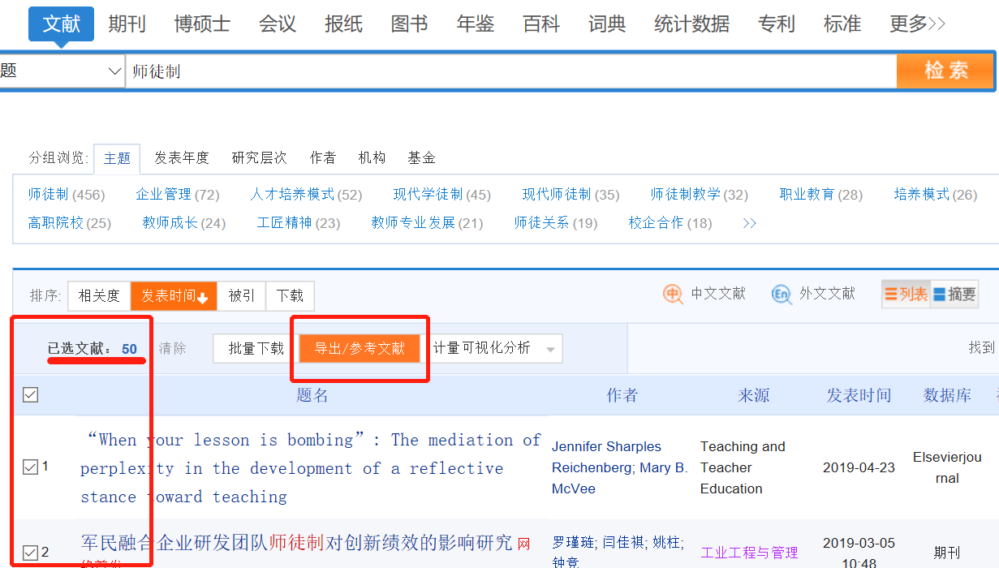 文献 期刊 博硕士 会议 报纸 图书 年鉴 百科 词典 统计数据 专利 标准 更多>>
题 师徒制 检索
分组浏览: 主题 发表年度 研究层次 作者 机构 基金
师徒制(456) 企业管理(72) 人才培养模式(52) 现代学徒制(45) 现代师徒制(35) 师徒制教学(32) 职业教育(28) 培养模式(26)
高职院校(25) 教师成长(24) 工匠精神(23) 教师专业发展(21) 师徒关系(19) 校企合作(18) >>
排序: 相关度 发表时间↓ 被引 下载 中 中文文献 En 外文文献 列表 摘要
已选文献: 50 清除 批量下载 导出/参考文献 计量可视化分析 找到
题名 作者 来源 发表时间 数据库
1 “When your lesson is bombing”: The mediation of perplexity in the development of a reflective stance toward teaching
Jennifer Sharples Reichenberg; Mary B. McVee
Teaching and Teacher Education
2019-04-23
Elsevierjournal
2 军民融合企业研发团队师徒制对创新绩效的影响研究 网
罗瑾琏; 闫佳祺; 姚柱;
工业工程与管理
2019-03-05
10:48
期刊